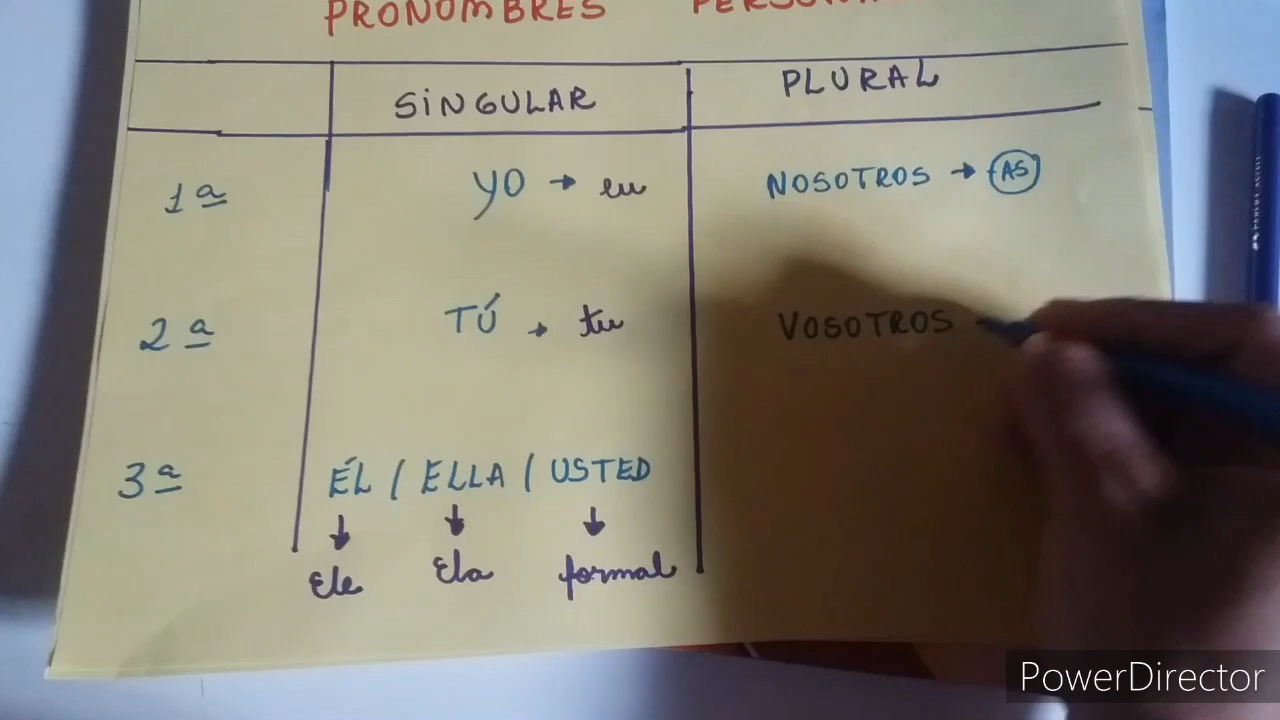 PRONOMBRES
SINGULAR PLURAL
1ª YO → eu NOSOTROS → AS
2ª TÚ → tu VOSOTROS
3ª ÉL / ELLA / USTED
Ele Ela formal
PowerDirector